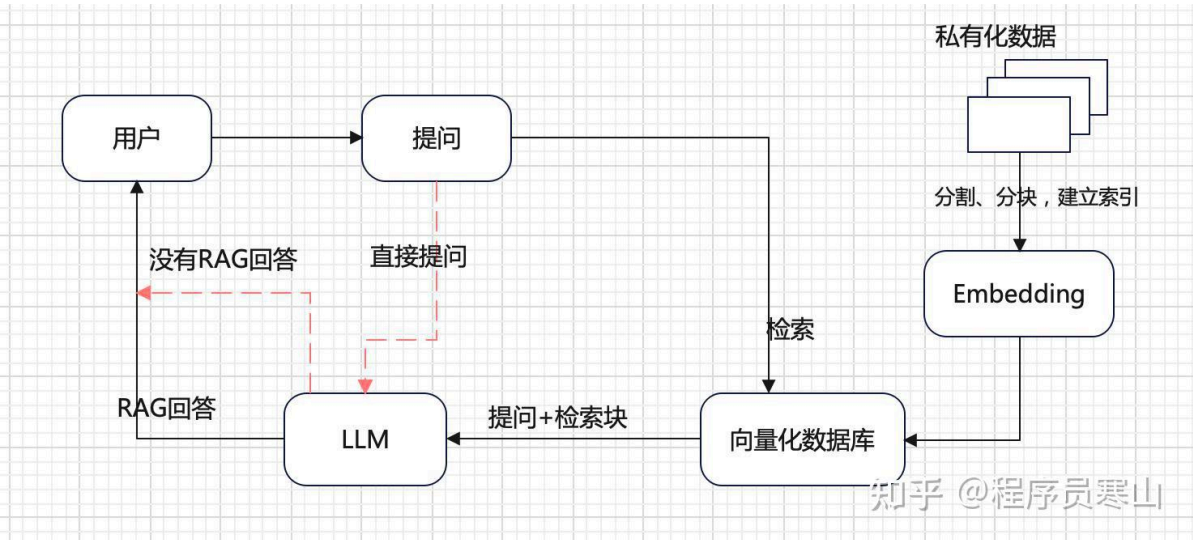 私有化数据
用户
提问
分割、分块，建立索引
没有RAG回答
直接提问
Embedding
检索
RAG回答
提问+检索块
LLM
向量化数据库
知乎 @程序员寒山